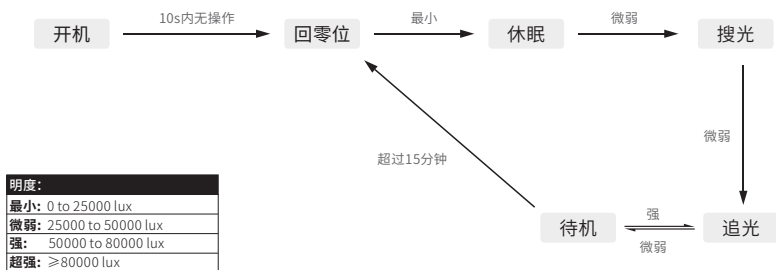 开机
10s内无操作
回零位
最小
休眠
微弱
搜光
微弱
超过15分钟
待机
强
微弱
追光
明度：
最小: 0 to 25000 lux
微弱: 25000 to 50000 lux
强: 50000 to 80000 lux
超强: ≥80000 lux